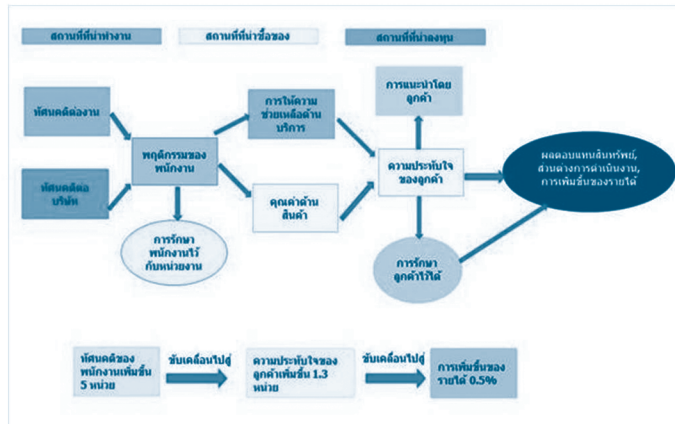 สถานที่ที่น่าทำงาน
สถานที่ที่น่าซื้อของ
สถานที่ที่น่าลงทุน
การแนะนำโดย
ลูกค้า
ทัศนคติต่องาน
การให้ความ
ช่วยเหลือด้าน
บริการ
พฤติกรรมของ
พนักงาน
ความประทับใจ
ของลูกค้า
ผลตอบแทนสินทรัพย์,
ส่วนต่างการดำเนินงาน,
การเพิ่มขึ้นของรายได้
ทัศนคติต่อ
บริษัท
คุณค่าด้าน
สินค้า
การรักษา
พนักงานไว้
กับหน่วยงาน
การรักษา
ลูกค้าไว้ได้
ทัศนคติของ
พนักงานเพิ่มขึ้น
5 หน่วย
ขับเคลื่อนไปสู่
ความประทับใจของ
ลูกค้าเพิ่มขึ้น 1.3
หน่วย
ขับเคลื่อนไปสู่
การเพิ่มขึ้นของ
รายได้ 0.5%